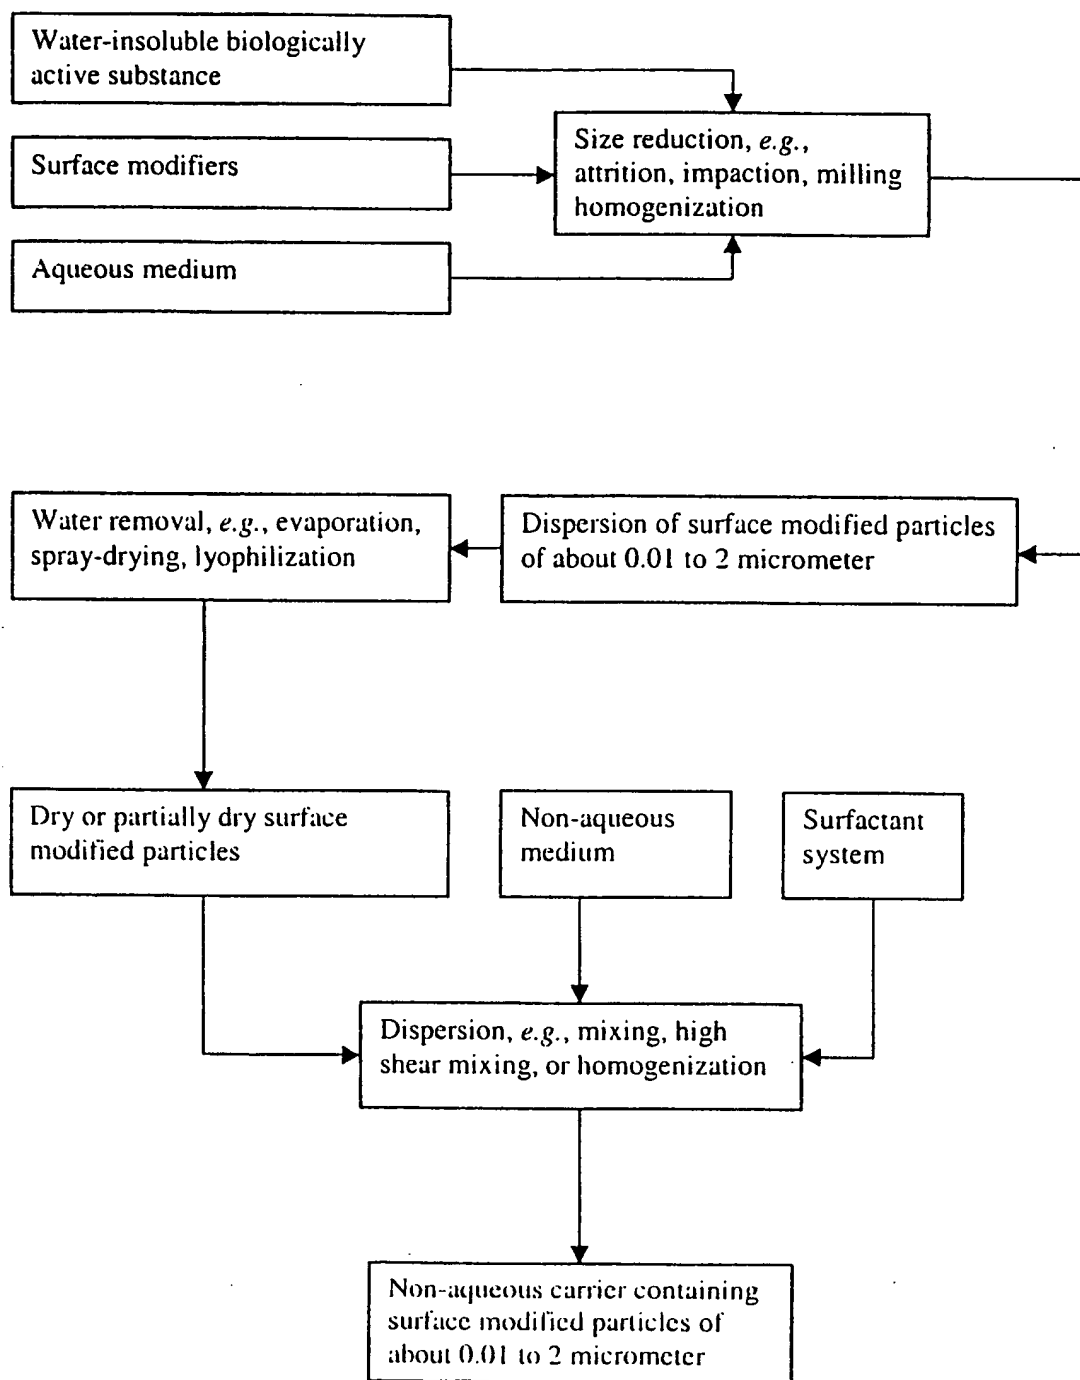 Water-insoluble biologically
active substance
Surface modifiers
Aqueous medium
Size reduction, e.g.,
attrition, impaction, milling
homogenization
Water removal, e.g., evaporation,
spray-drying, lyophilization
Dispersion of surface modified particles
of about 0.01 to 2 micrometer
Dry or partially dry surface
modified particles
Non-aqueous
medium
Surfactant
system
Dispersion, e.g., mixing, high
shear mixing, or homogenization
Non-aqueous carrier containing
surface modified particles of
about 0.01 to 2 micrometer